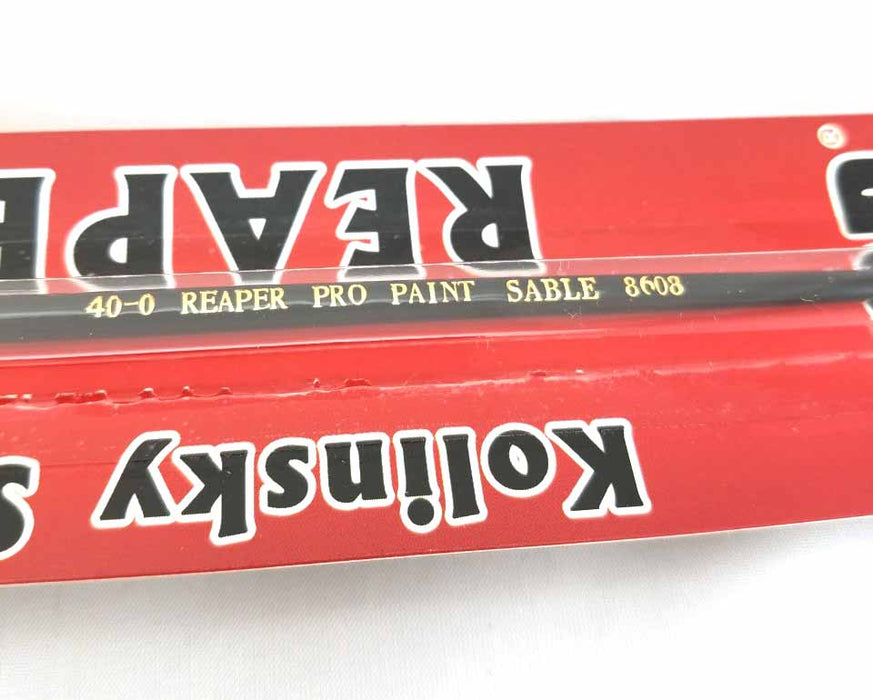 REAPE
®
40-0 REAPER PRO PAINT SABLE 8608
Kolinsky S